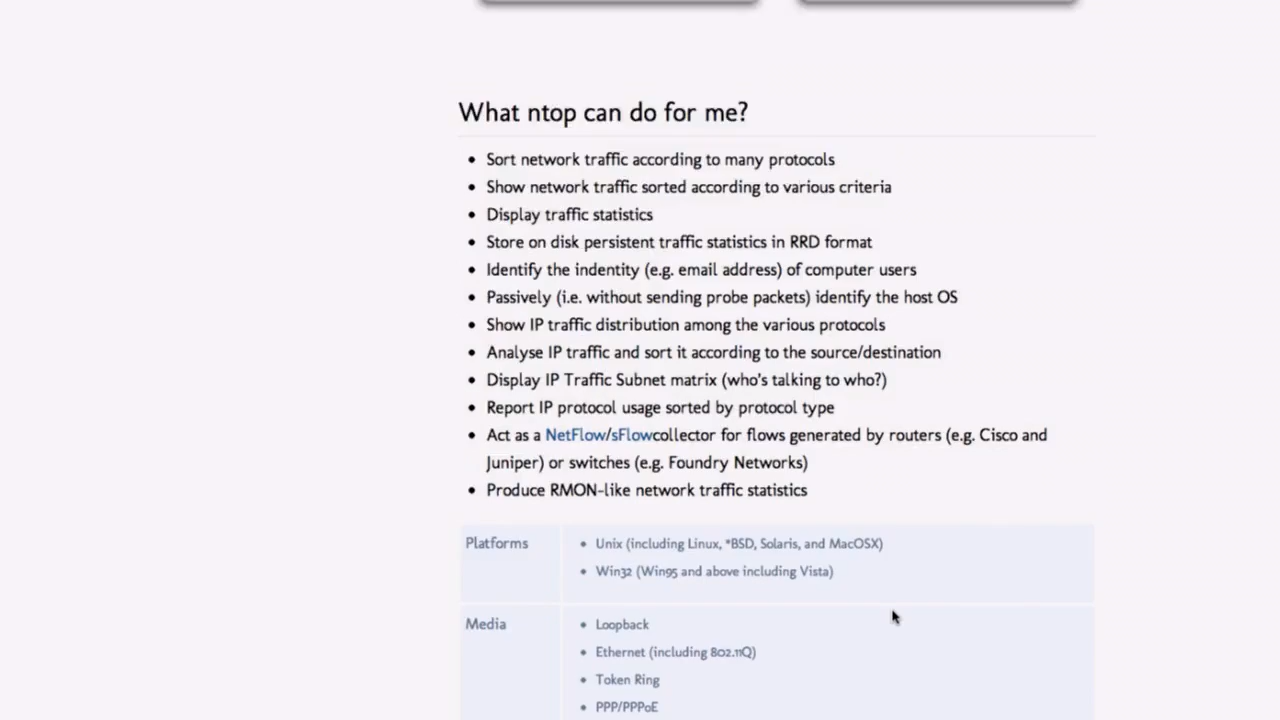 What ntop can do for me?
• Sort network traffic according to many protocols
• Show network traffic sorted according to various criteria
• Display traffic statistics
• Store on disk persistent traffic statistics in RRD format
• Identify the indentity (e.g. email address) of computer users
• Passively (i.e. without sending probe packets) identify the host OS
• Show IP traffic distribution among the various protocols
• Analyse IP traffic and sort it according to the source/destination
• Display IP Traffic Subnet matrix (who's talking to who?)
• Report IP protocol usage sorted by protocol type
• Act as a NetFlow/sFlowcollector for flows generated by routers (e.g. Cisco and
Juniper) or switches (e.g. Foundry Networks)
• Produce RMON-like network traffic statistics
Platforms
• Unix (including Linux, *BSD, Solaris, and MacOSX)
• Win32 (Win95 and above including Vista)
Media
• Loopback
• Ethernet (including 802.11Q)
• Token Ring
• PPP/PPPoE